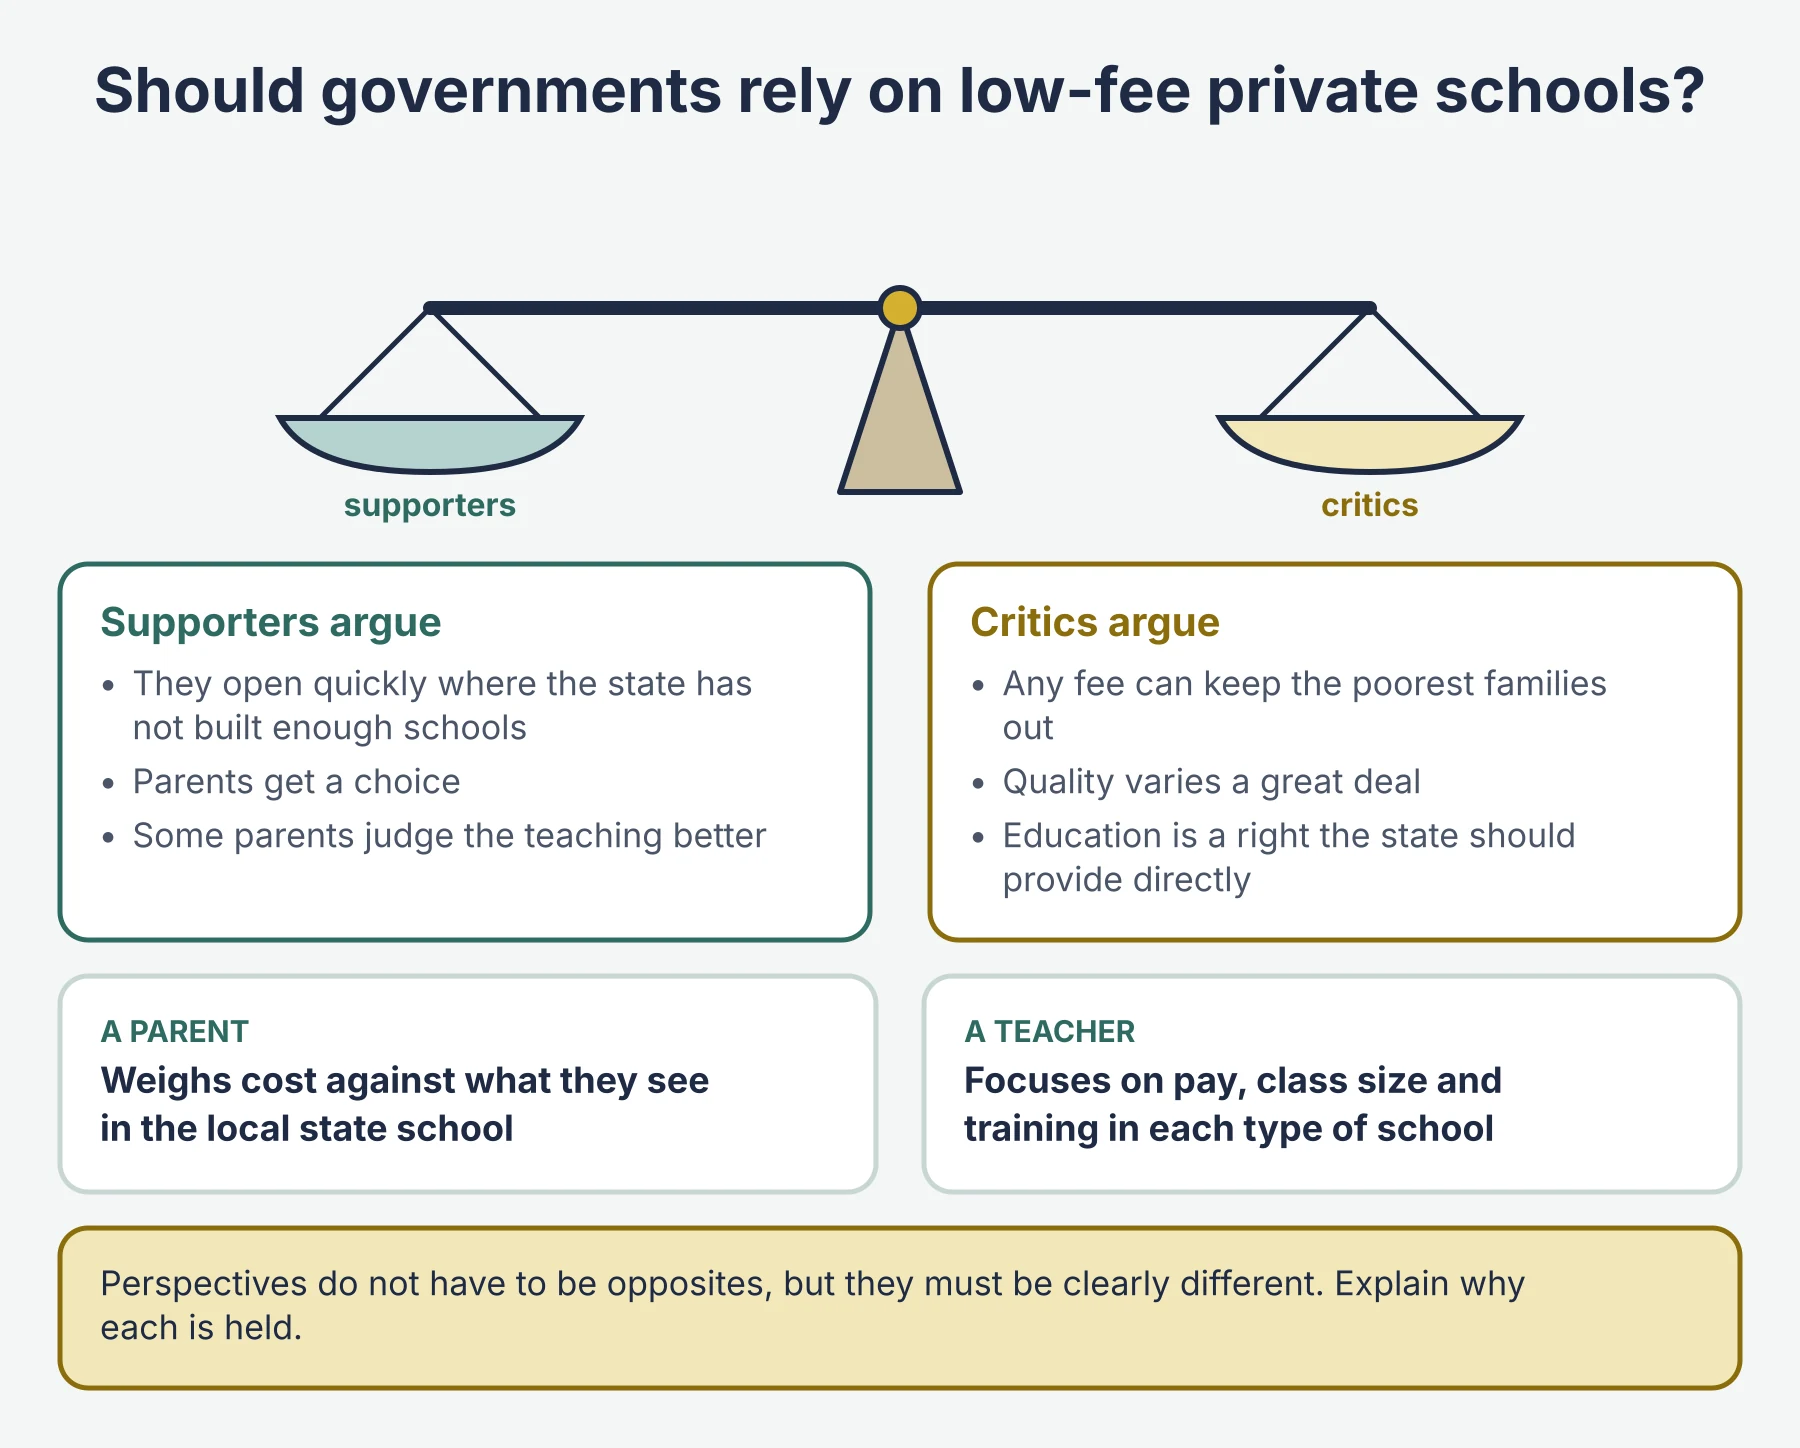 Should governments rely on low-fee private schools?
supporters
critics
Supporters argue
• They open quickly where the state has
not built enough schools
• Parents get a choice
• Some parents judge the teaching better
Critics argue
• Any fee can keep the poorest families
out
• Quality varies a great deal
• Education is a right the state should
provide directly
A PARENT
Weighs cost against what they see
in the local state school
A TEACHER
Focuses on pay, class size and
training in each type of school
Perspectives do not have to be opposites, but they must be clearly different. Explain why
each is held.